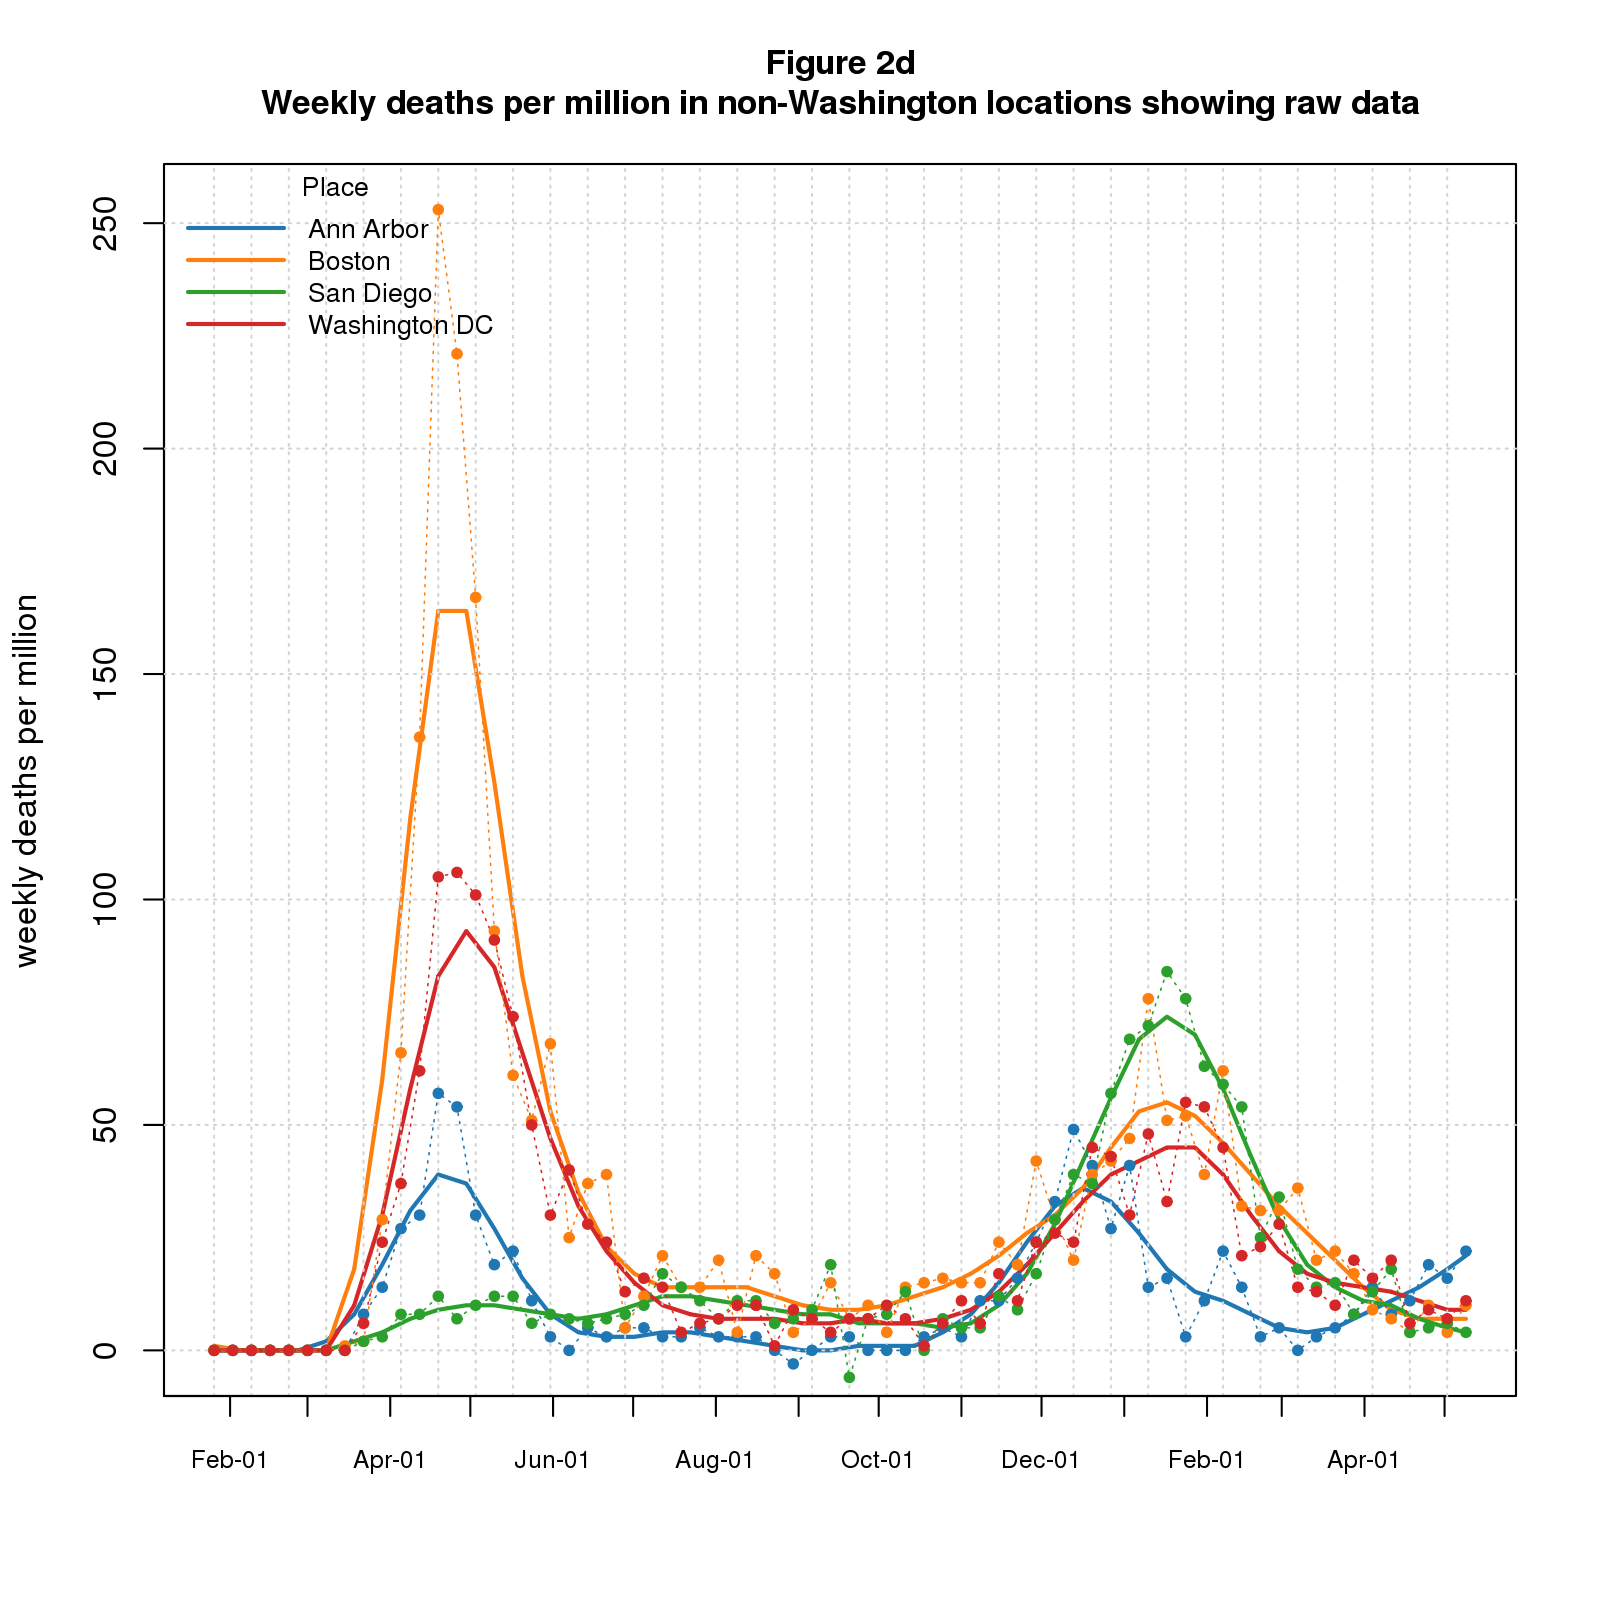 Figure 2d
Weekly deaths per million in non-Washington locations showing raw data
Place
Ann Arbor
Boston
San Diego
Washington DC
weekly deaths per million
250
200
150
100
50
0
Feb-01 Apr-01 Jun-01 Aug-01 Oct-01 Dec-01 Feb-01 Apr-01